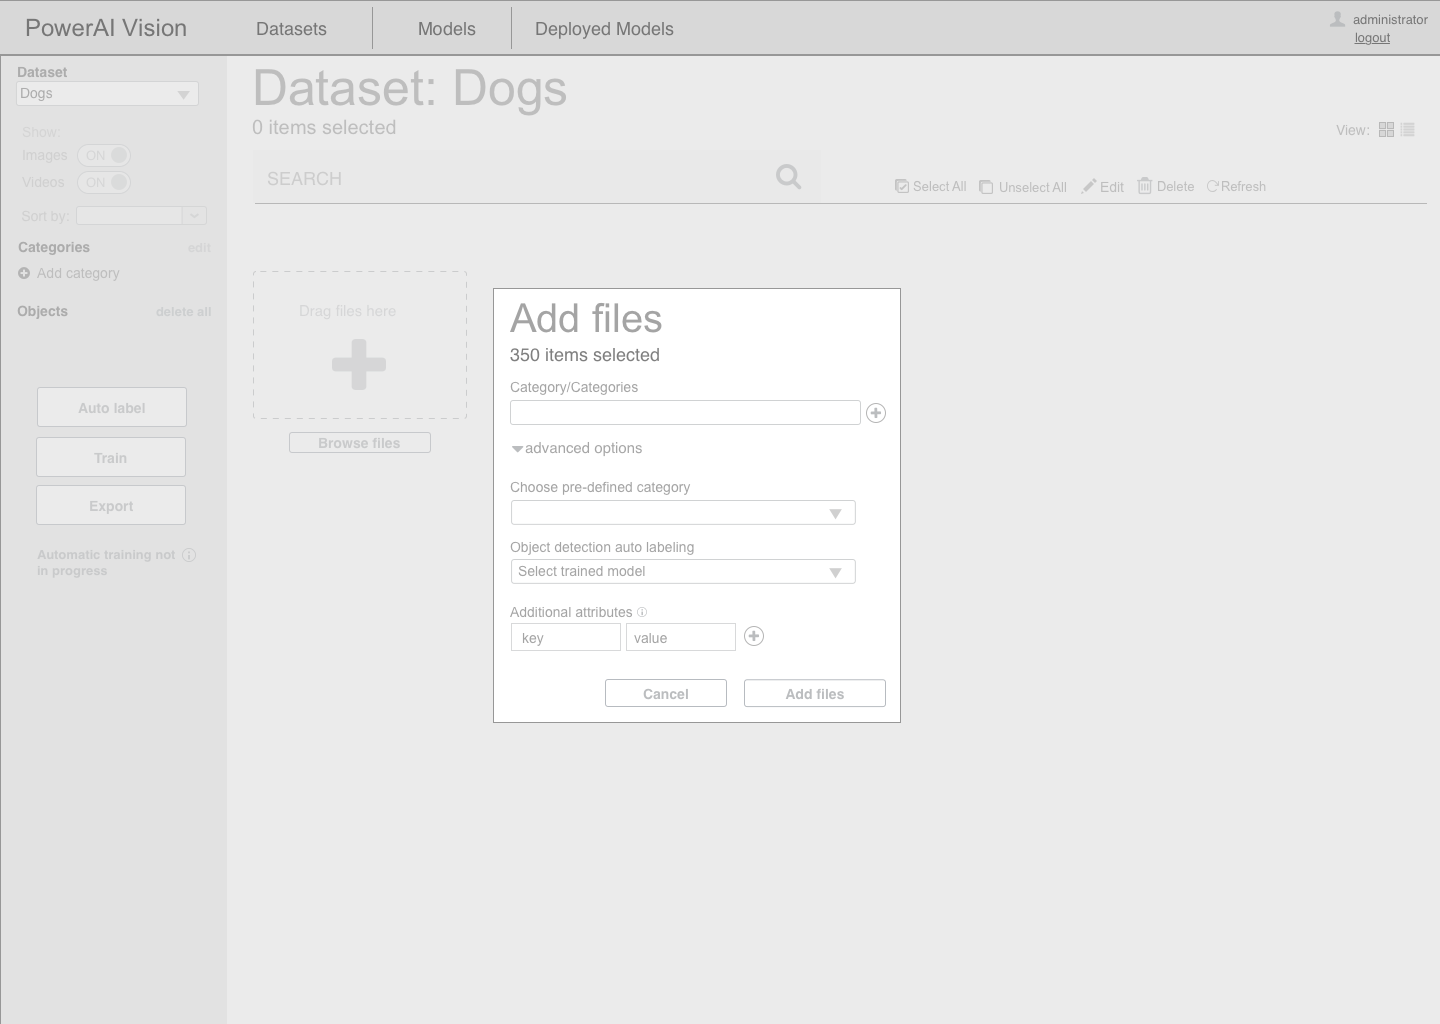 PowerAI Vision
Datasets
Models
Deployed Models
administrator
logout
Dataset
Dogs
Show:
Images ON
Videos ON
Sort by:
Categories edit
Add category
Objects delete all
Auto label
Train
Export
Automatic training not
in progress
Dataset: Dogs
0 items selected
View:
SEARCH
Select All
Unselect All
Edit
Delete
Refresh
Drag files here
Browse files
Add files
350 items selected
Category/Categories
advanced options
Choose pre-defined category
Object detection auto labeling
Select trained model
Additional attributes
key
value
Cancel
Add files